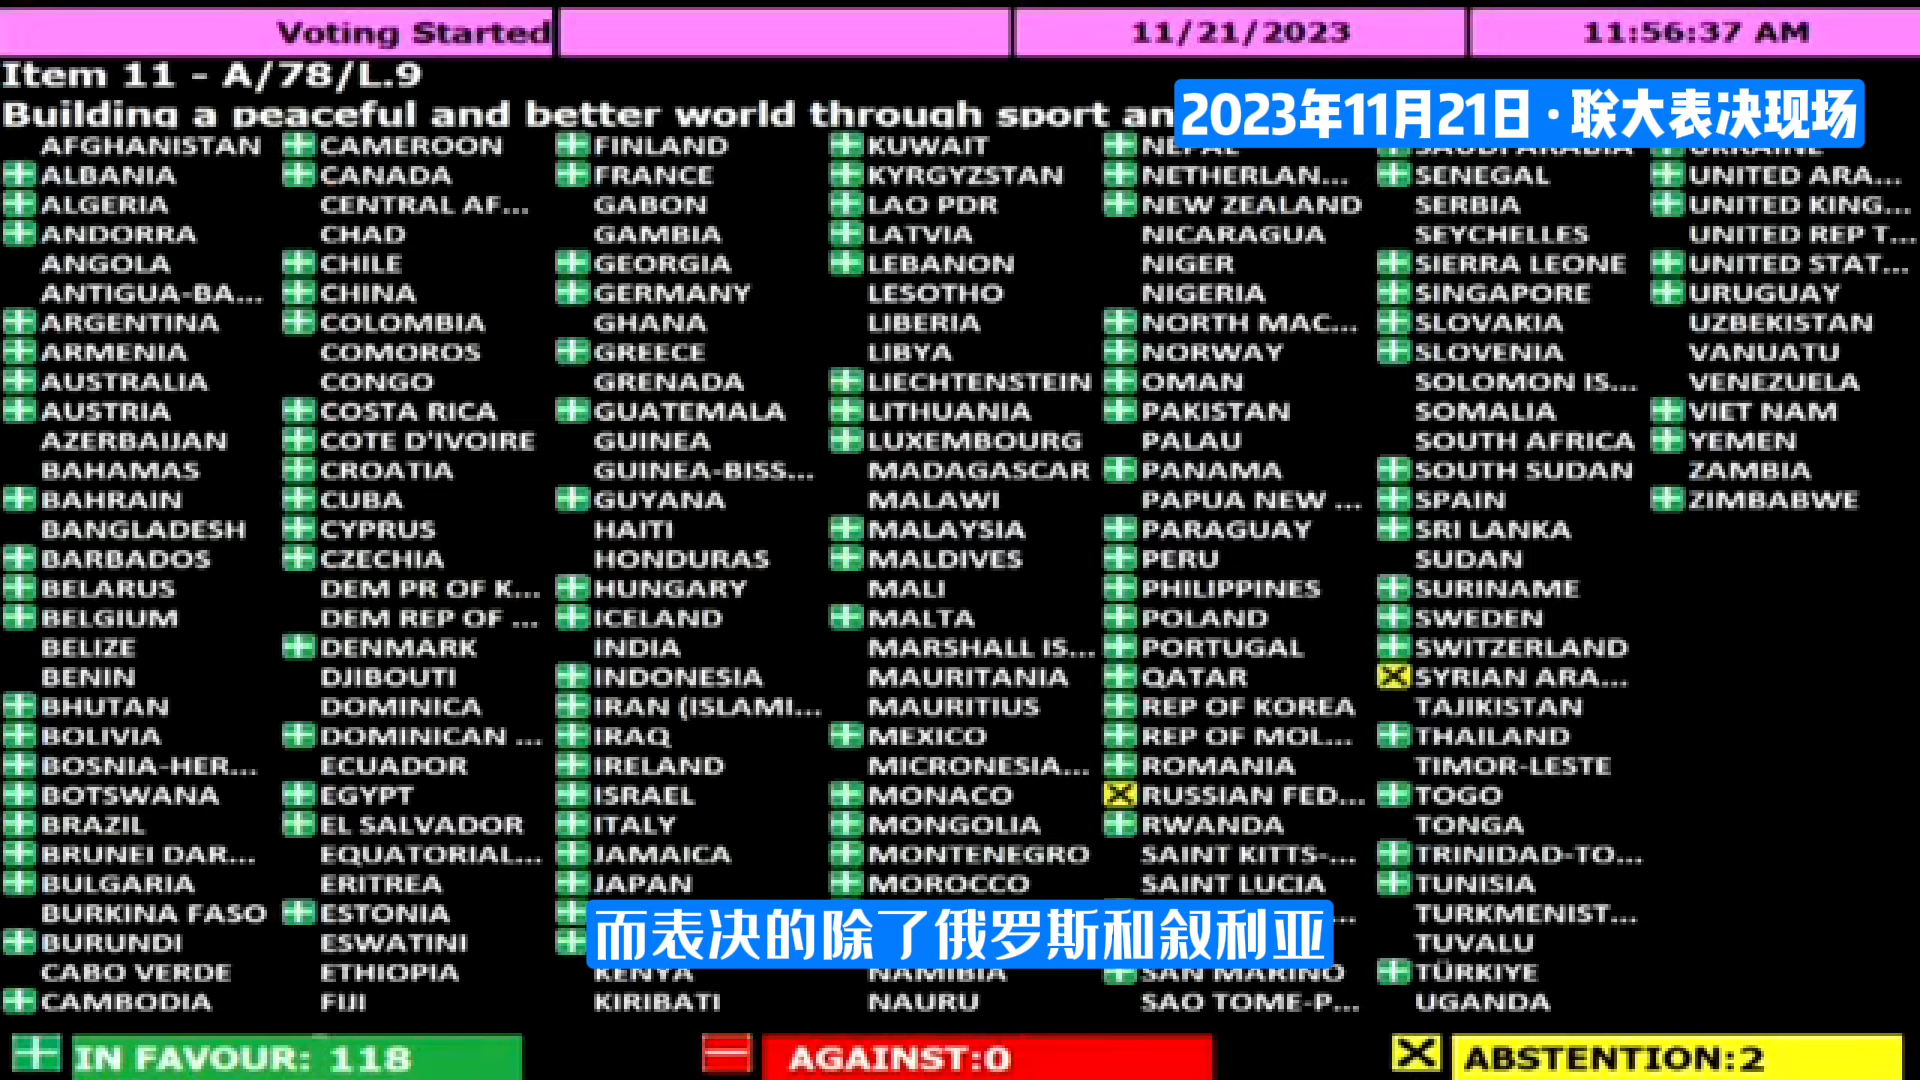 Voting Started
11/21/2023
11:56:37 AM
Item 11 - A/78/L.9
Building a peaceful and better world through sport an
2023年11月21日·联大表决现场
AFGHANISTAN
ALBANIA
ALGERIA
ANDORRA
ANGOLA
ANTIGUA-BA...
ARGENTINA
ARMENIA
AUSTRALIA
AUSTRIA
AZERBAIJAN
BAHAMAS
BAHRAIN
BANGLADESH
BARBADOS
BELARUS
BELGIUM
BELIZE
BENIN
BHUTAN
BOLIVIA
BOSNIA-HER...
BOTSWANA
BRAZIL
BRUNEI DAR...
BULGARIA
BURKINA FASO
BURUNDI
CABO VERDE
CAMBODIA
CAMEROON
CANADA
CENTRAL AF...
CHAD
CHILE
CHINA
COLOMBIA
COMOROS
CONGO
COSTA RICA
COTE D'IVOIRE
CROATIA
CUBA
CYPRUS
CZECHIA
DEM PR OF K...
DEM REP OF ...
DENMARK
DJIBOUTI
DOMINICA
DOMINICAN ...
ECUADOR
EGYPT
EL SALVADOR
EQUATORIAL...
ERITREA
ESTONIA
ESWATINI
ETHIOPIA
FIJI
FINLAND
FRANCE
GABON
GAMBIA
GEORGIA
GERMANY
GHANA
GREECE
GRENADA
GUATEMALA
GUINEA
GUINEA-BISS...
GUYANA
HAITI
HONDURAS
HUNGARY
ICELAND
INDIA
INDONESIA
IRAN (ISLAMI...
IRAQ
IRELAND
ISRAEL
ITALY
JAMAICA
JAPAN
KENYA
KIRIBATI
KUWAIT
KYRGYZSTAN
LAO PDR
LATVIA
LEBANON
LESOTHO
LIBERIA
LIBYA
LIECHTENSTEIN
LITHUANIA
LUXEMBOURG
MADAGASCAR
MALAWI
MALAYSIA
MALDIVES
MALI
MALTA
MARSHALL IS...
MAURITANIA
MAURITIUS
MEXICO
MICRONESIA...
MONACO
MONGOLIA
MONTENEGRO
MOROCCO
NAMIBIA
NAURU
NEPAL
NETHERLAN...
NEW ZEALAND
NICARAGUA
NIGER
NIGERIA
NORTH MAC...
NORWAY
OMAN
PAKISTAN
PALAU
PANAMA
PAPUA NEW ...
PARAGUAY
PERU
PHILIPPINES
POLAND
PORTUGAL
QATAR
REP OF KOREA
REP OF MOL...
ROMANIA
RUSSIAN FED...
RWANDA
SAINT KITTS-...
SAINT LUCIA
SAN MARINO
SAO TOME-P...
SAUDI ARABIA
SENEGAL
SERBIA
SEYCHELLES
SIERRA LEONE
SINGAPORE
SLOVAKIA
SLOVENIA
SOLOMON IS...
SOMALIA
SOUTH AFRICA
SOUTH SUDAN
SPAIN
SRI LANKA
SUDAN
SURINAME
SWEDEN
SWITZERLAND
SYRIAN ARA...
TAJIKISTAN
THAILAND
TIMOR-LESTE
TOGO
TONGA
TRINIDAD-TO...
TUNISIA
TURKMENIST...
TUVALU
TÜRKIYE
UGANDA
UKRAINE
UNITED ARA...
UNITED KING...
UNITED REP T...
UNITED STAT...
URUGUAY
UZBEKISTAN
VANUATU
VENEZUELA
VIET NAM
YEMEN
ZAMBIA
ZIMBABWE
而表决的除了俄罗斯和叙利亚
IN FAVOUR: 118
AGAINST:0
ABSTENTION:2